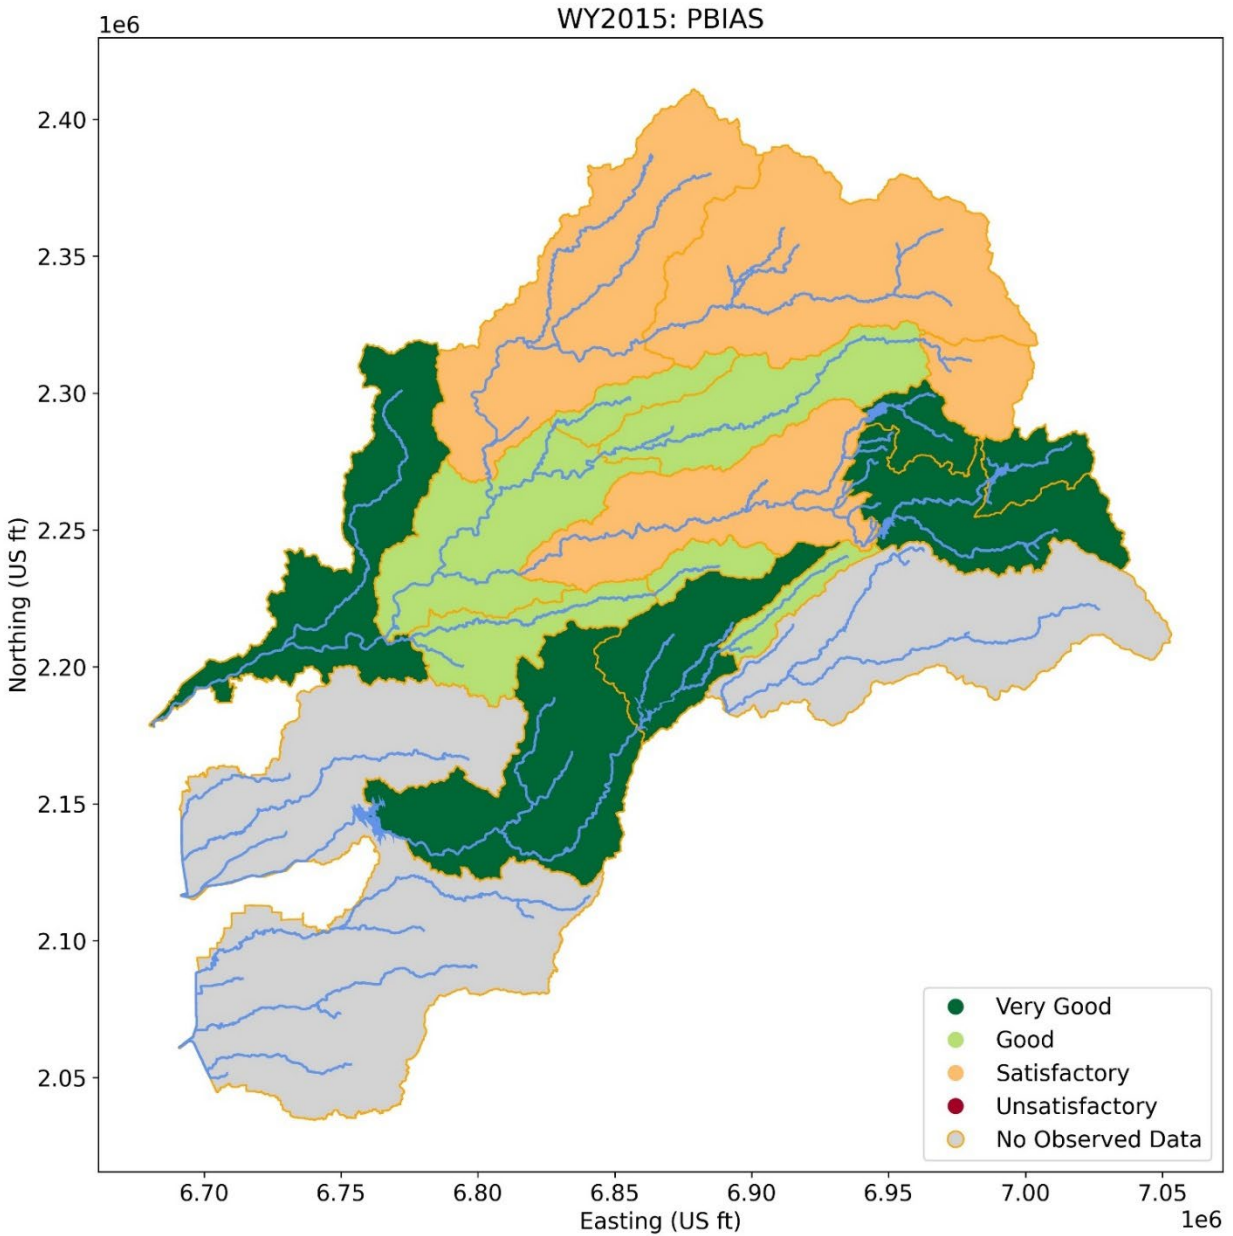 WY2015: PBIAS
1e6
2.40
2.35
2.30
2.25
2.20
2.15
2.10
2.05
Northing (US ft)
6.70 6.75 6.80 6.85 6.90 6.95 7.00 7.05
Easting (US ft)
1e6
Very Good
Good
Satisfactory
Unsatisfactory
No Observed Data